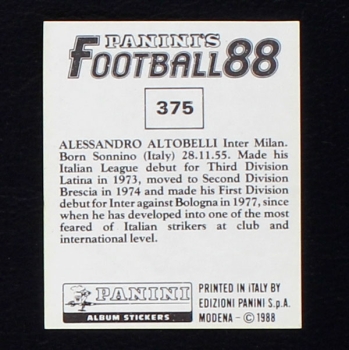 PANINI'S
FOOTBALL 88
375
ALESSANDRO ALTOBELLI Inter Milan.
Born Sonnino (Italy) 28.11.55. Made his
Italian League debut for Third Division
Latina in 1973, moved to Second Division
Brescia in 1974 and made his First Division
debut for Inter against Bologna in 1977, since
when he has developed into one of the most
feared of Italian strikers at club and
international level.
PANINI
ALBUM STICKERS
PRINTED IN ITALY BY
EDIZIONI PANINI S.p.A.
MODENA - © 1988